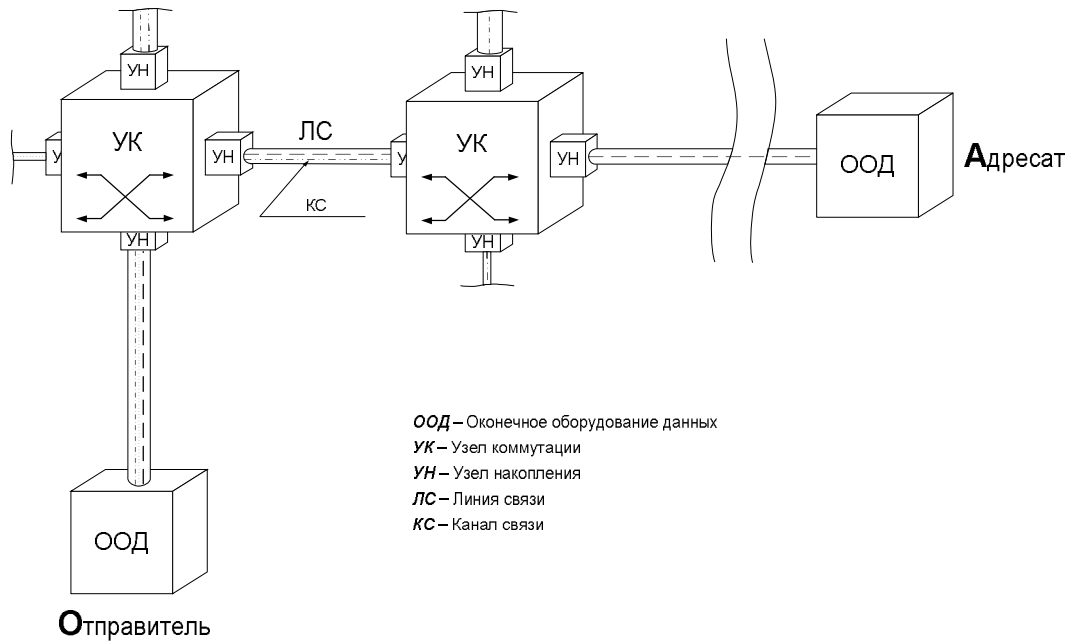 УН
УН
УК
УН
ЛС
УК
УН
ООД
Адресат
КС
УН
УН
ООД – Оконечное оборудование данных
УК – Узел коммутации
УН – Узел накопления
ЛС – Линия связи
КС – Канал связи
ООД
Отправитель